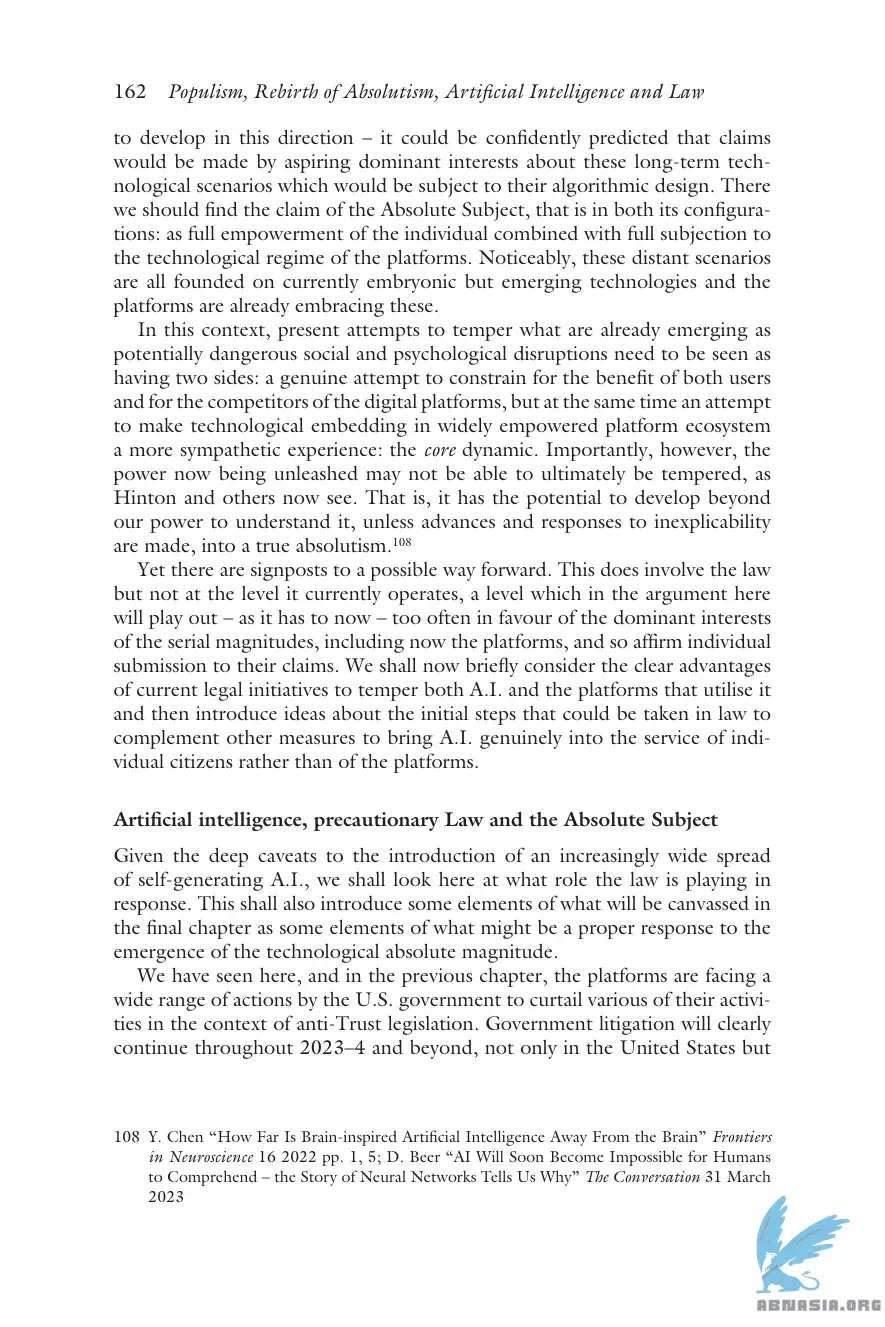 162 Populism, Rebirth of Absolutism, Artificial Intelligence and Law
to develop in this direction – it could be confidently predicted that claims
would be made by aspiring dominant interests about these long-term tech-
nological scenarios which would be subject to their algorithmic design. There
we should find the claim of the Absolute Subject, that is in both its configura-
tions: as full empowerment of the individual combined with full subjection to
the technological regime of the platforms. Noticeably, these distant scenarios
are all founded on currently embryonic but emerging technologies and the
platforms are already embracing these.
In this context, present attempts to temper what are already emerging as
potentially dangerous social and psychological disruptions need to be seen as
having two sides: a genuine attempt to constrain for the benefit of both users
and for the competitors of the digital platforms, but at the same time an attempt
to make technological embedding in widely empowered platform ecosystem
a more sympathetic experience: the core dynamic. Importantly, however, the
power now being unleashed may not be able to ultimately be tempered, as
Hinton and others now see. That is, it has the potential to develop beyond
our power to understand it, unless advances and responses to inexplicability
are made, into a true absolutism.108
Yet there are signposts to a possible way forward. This does involve the law
but not at the level it currently operates, a level which in the argument here
will play out – as it has to now – too often in favour of the dominant interests
of the serial magnitudes, including now the platforms, and so affirm individual
submission to their claims. We shall now briefly consider the clear advantages
of current legal initiatives to temper both A.I. and the platforms that utilise it
and then introduce ideas about the initial steps that could be taken in law to
complement other measures to bring A.I. genuinely into the service of indi-
vidual citizens rather than of the platforms.
Artificial intelligence, precautionary Law and the Absolute Subject
Given the deep caveats to the introduction of an increasingly wide spread
of self-generating A.I., we shall look here at what role the law is playing in
response. This shall also introduce some elements of what will be canvassed in
the final chapter as some elements of what might be a proper response to the
emergence of the technological absolute magnitude.
We have seen here, and in the previous chapter, the platforms are facing a
wide range of actions by the U.S. government to curtail various of their activi-
ties in the context of anti-Trust legislation. Government litigation will clearly
continue throughout 2023–4 and beyond, not only in the United States but
108 Y. Chen “How Far Is Brain-inspired Artificial Intelligence Away From the Brain” Frontiers
in Neuroscience 16 2022 pp. 1, 5; D. Beer “AI Will Soon Become Impossible for Humans
to Comprehend – the Story of Neural Networks Tells Us Why” The Conversation 31 March
2023
ABNASIA.ORG